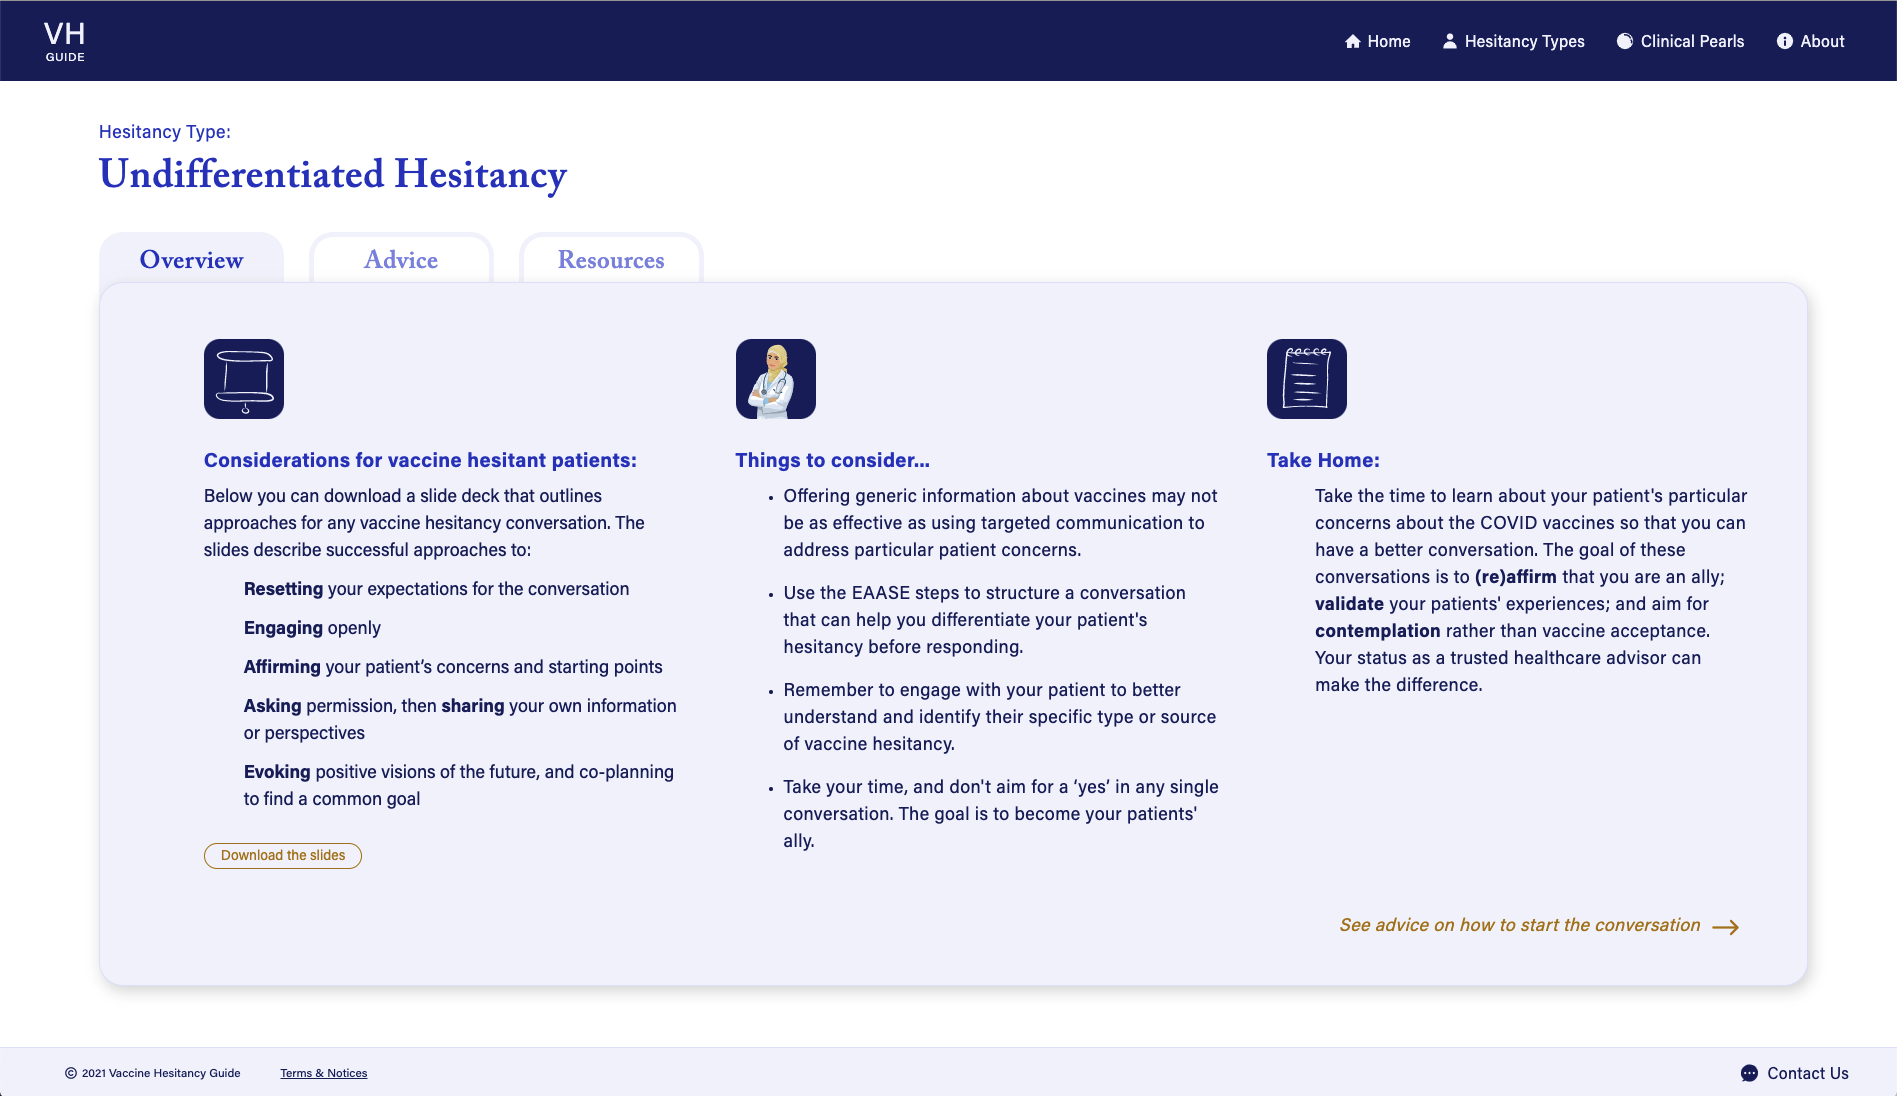 VH
GUIDE
Home
Hesitancy Types
Clinical Pearls
About
Hesitancy Type:
Undifferentiated Hesitancy
Overview
Advice
Resources
Considerations for vaccine hesitant patients:
Below you can download a slide deck that outlines
approaches for any vaccine hesitancy conversation. The
slides describe successful approaches to:
Resetting your expectations for the conversation
Engaging openly
Affirming your patient’s concerns and starting points
Asking permission, then sharing your own information
or perspectives
Evoking positive visions of the future, and co-planning
to find a common goal
Download the slides
Things to consider...
• Offering generic information about vaccines may not
be as effective as using targeted communication to
address particular patient concerns.
• Use the EAASE steps to structure a conversation
that can help you differentiate your patient's
hesitancy before responding.
• Remember to engage with your patient to better
understand and identify their specific type or source
of vaccine hesitancy.
• Take your time, and don't aim for a ‘yes’ in any single
conversation. The goal is to become your patients'
ally.
Take Home:
Take the time to learn about your patient's particular
concerns about the COVID vaccines so that you can
have a better conversation. The goal of these
conversations is to (re)affirm that you are an ally;
validate your patients' experiences; and aim for
contemplation rather than vaccine acceptance.
Your status as a trusted healthcare advisor can
make the difference.
See advice on how to start the conversation
© 2021 Vaccine Hesitancy Guide
Terms & Notices
Contact Us